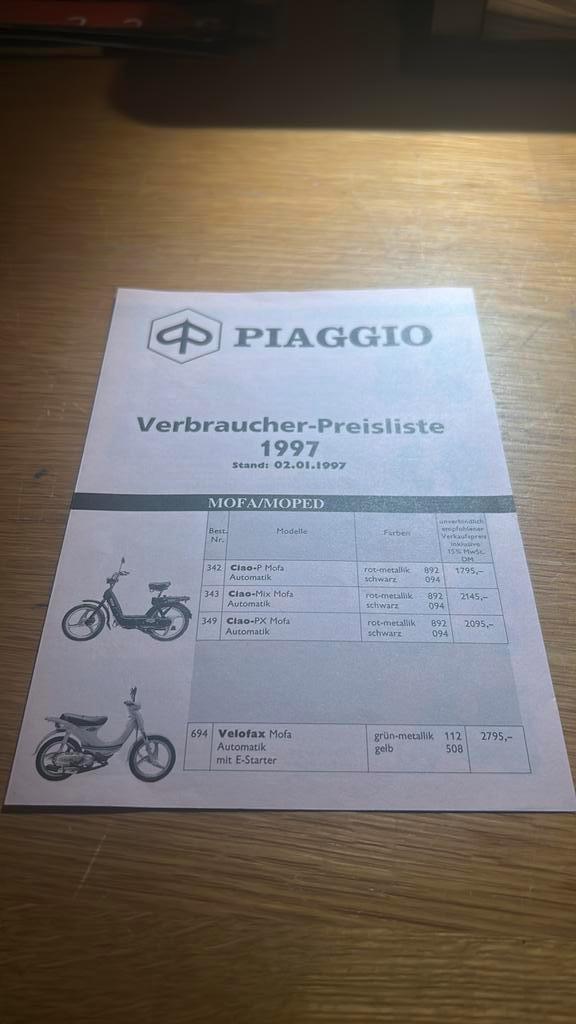 PIAGGIO
Verbraucher-Preisliste
1997
Stand: 02.01.1997
MOFA/MOPED
Best.
Nr.
Modelle
Farben
unverbindlich
empfohlener
Verkaufspreis
inklusive
15% MwSt.
DM
342 Ciao-P Mofa rot-metallik 892 1795,–
Automatik schwarz 094
343 Ciao-Mix Mofa rot-metallik 892 2145,–
Automatik schwarz 094
349 Ciao-PX Mofa rot-metallik 892 2095,–
Automatik schwarz 094
694 Velofax Mofa grün-metallik 112 2795,–
Automatik gelb 508
mit E-Starter